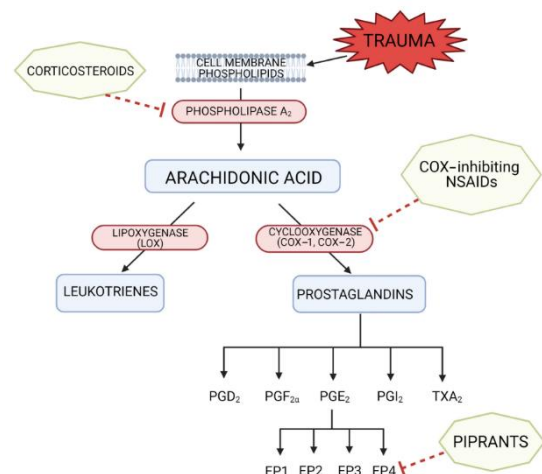 TRAUMA
CELL MEMBRANE
PHOSPHOLIPIDS
CORTICOSTEROIDS
PHOSPHOLIPASE A₂
ARACHIDONIC ACID
COX-inhibiting
NSAIDs
LIPOXYGENASE
(LOX)
CYCLOOXYGENASE
(COX-1, COX-2)
LEUKOTRIENES
PROSTAGLANDINS
PGD₂ PGF₂α PGE₂ PGI₂ TXA₂
PIPRANTS
EP1 EP2 EP3 EP4